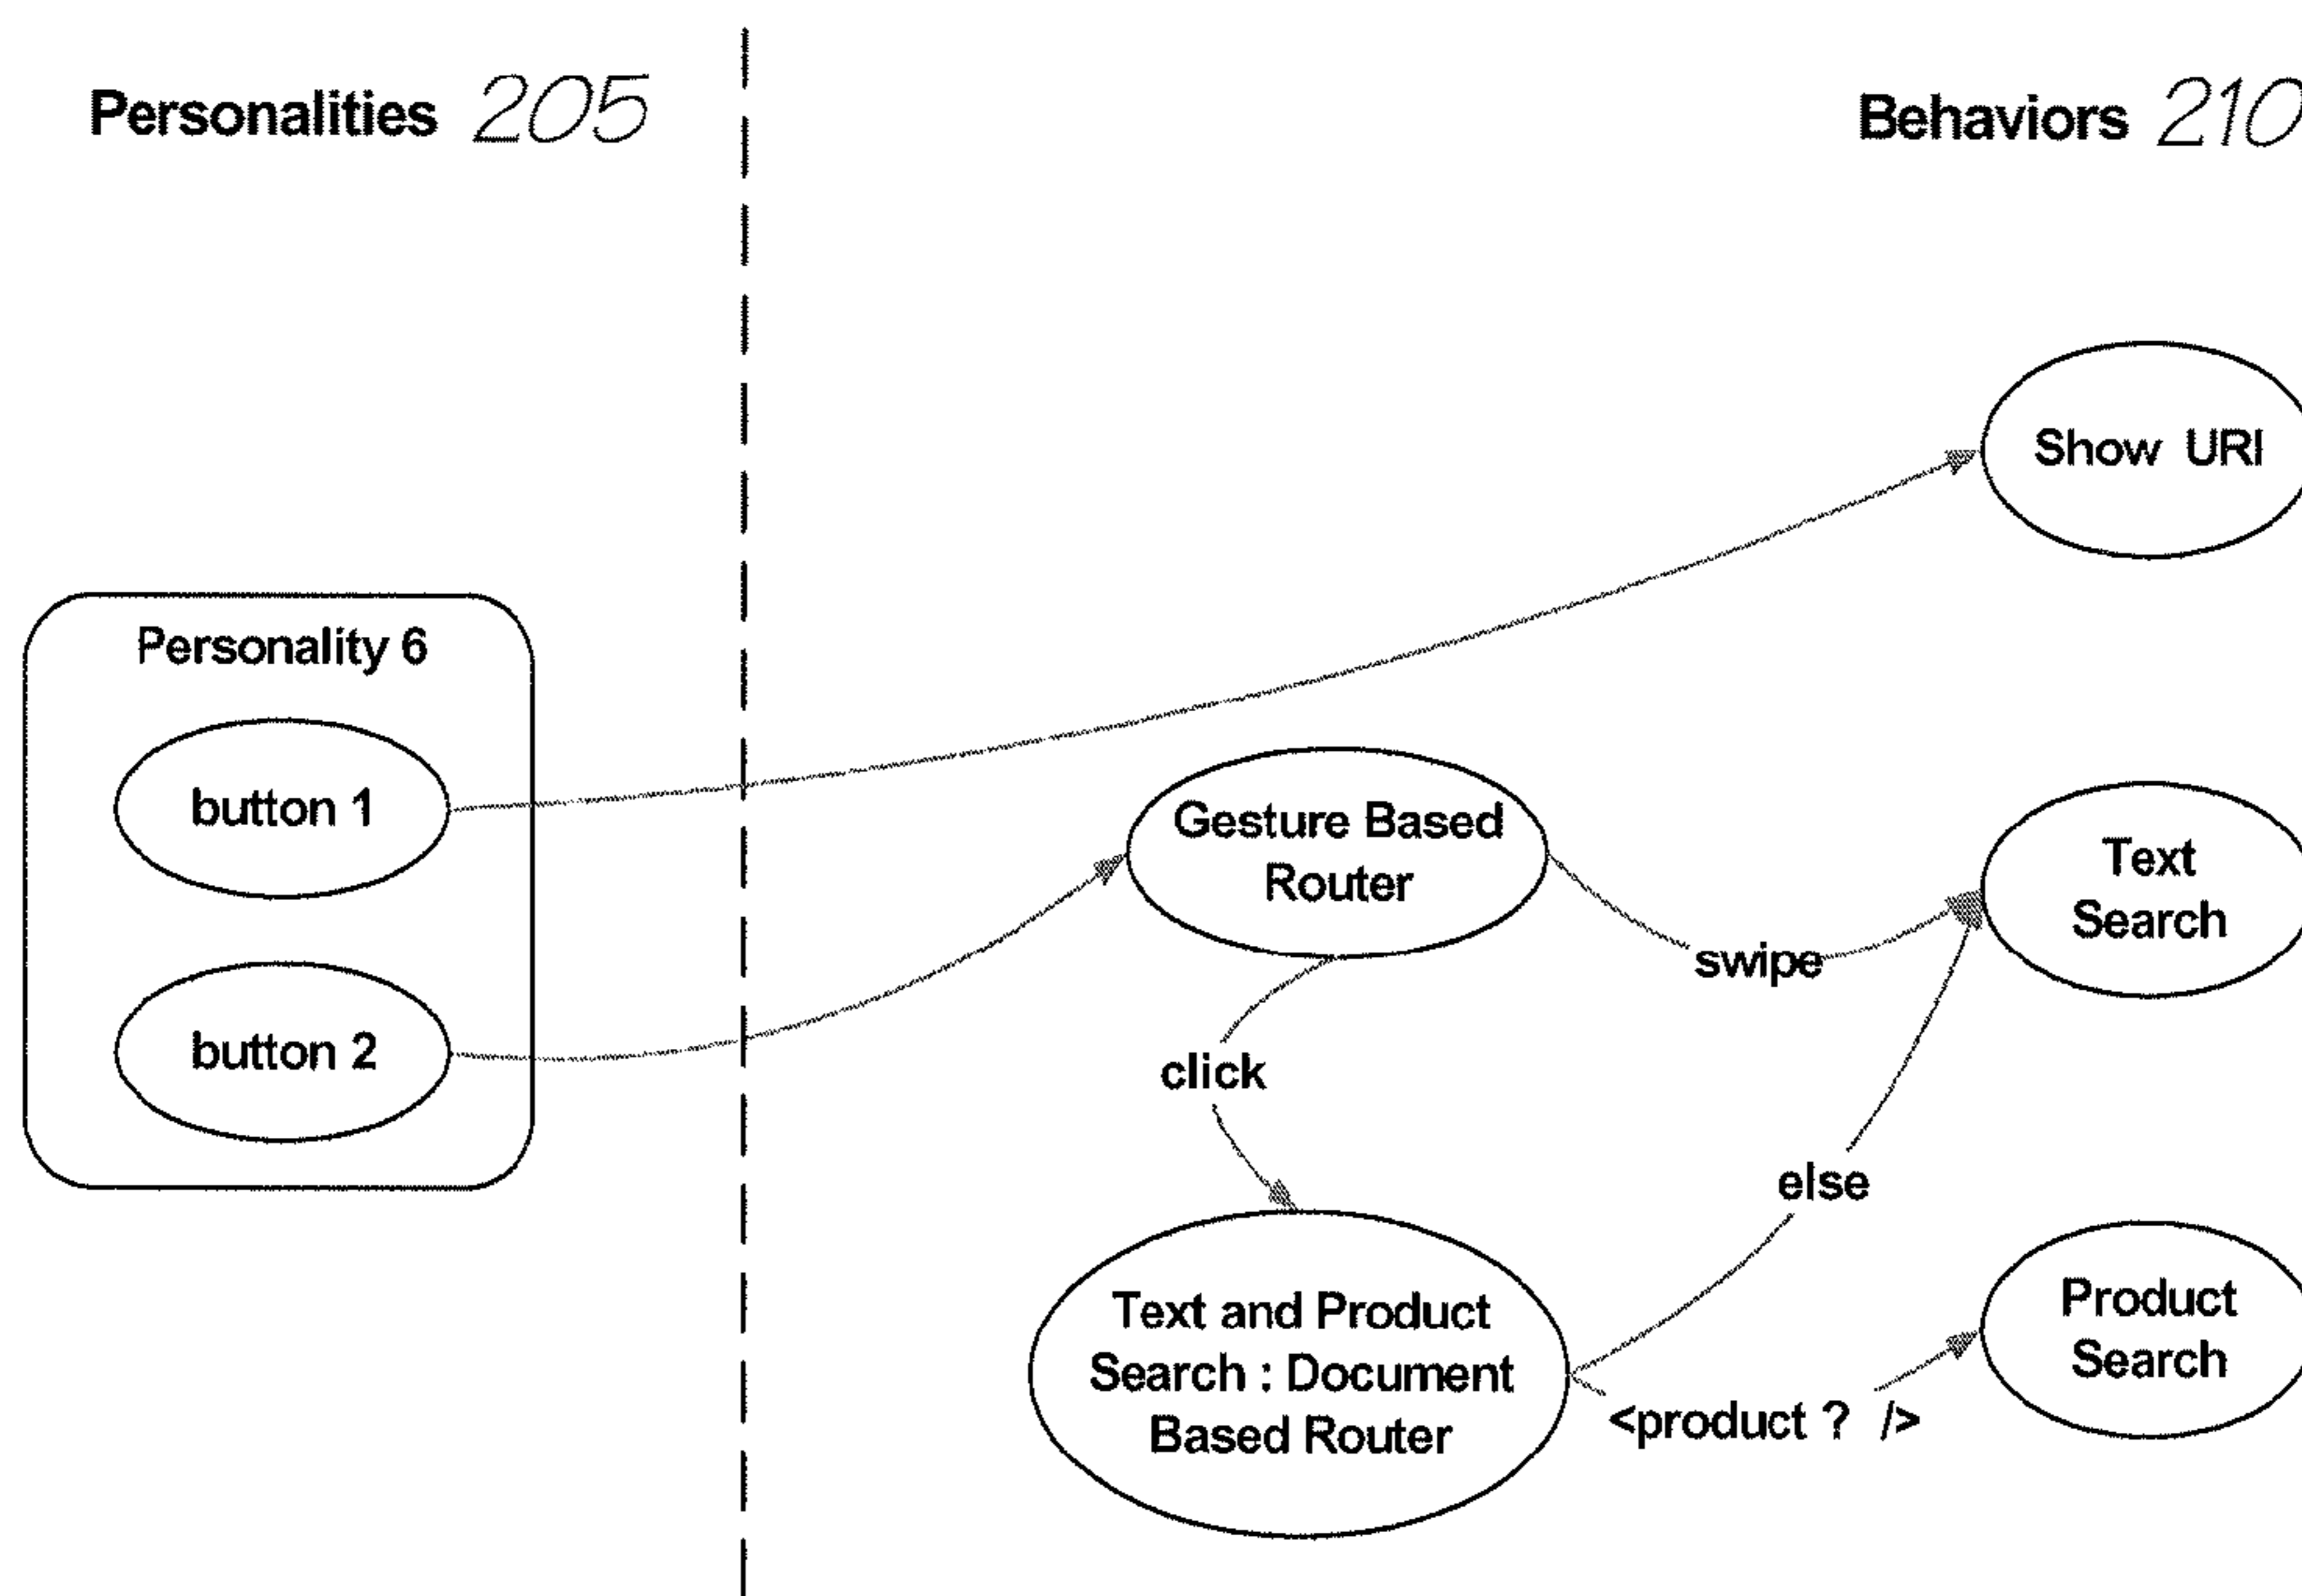 Personalities 205
Behaviors 210
Show URI
Personality 6
button 1
Gesture Based
Router
Text
Search
swipe
button 2
click
else
Text and Product
Search : Document
Based Router
Product
Search
<product ? />